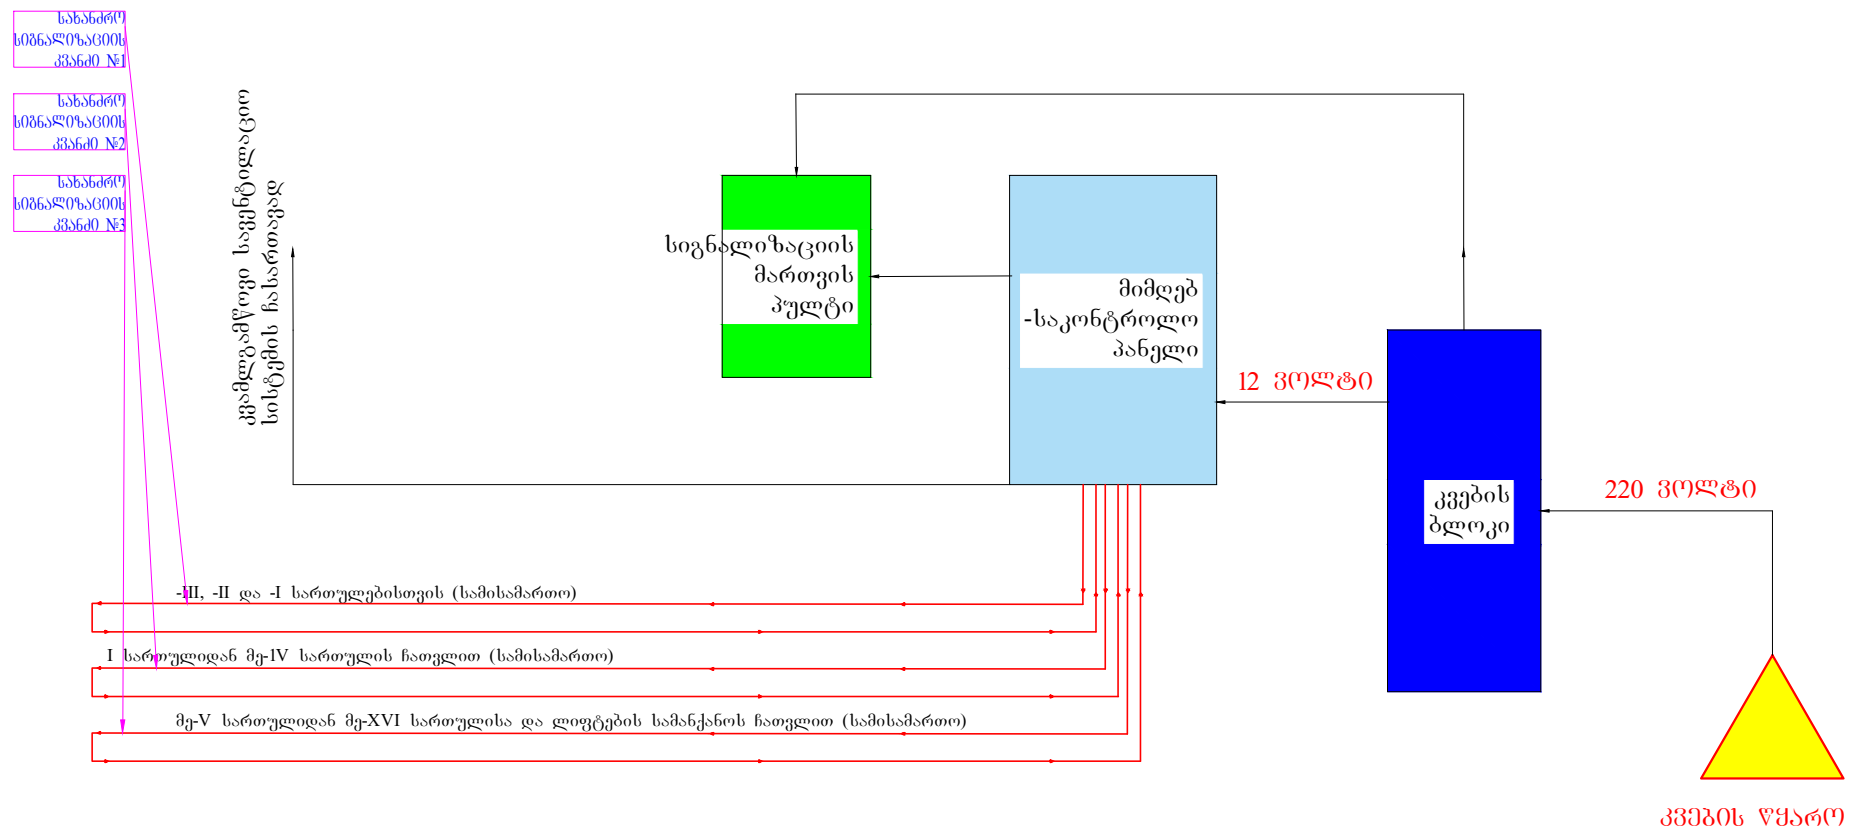 სახანძრო
სიგნალიზაციის
კვანძი №1
სახანძრო
სიგნალიზაციის
კვანძი №2
სახანძრო
სიგნალიზაციის
კვანძი №3
კვამლგამწოვი სავენტილაციო
სისტემის ჩასართავად
სიგნალიზაციის
მართვის
პულტი
მიმღებ
-საკონტროლო
პანელი
12 ვოლტი
220 ვოლტი
კვების
ბლოკი
-III, -II და -I სართულებისთვის (სამისამართო)
I სართულიდან მე-IV სართულის ჩათვლით (სამისამართო)
მე-V სართულიდან მე-XVI სართულისა და ლიფტების სამანქანოს ჩათვლით (სამისამართო)
კვების წყარო